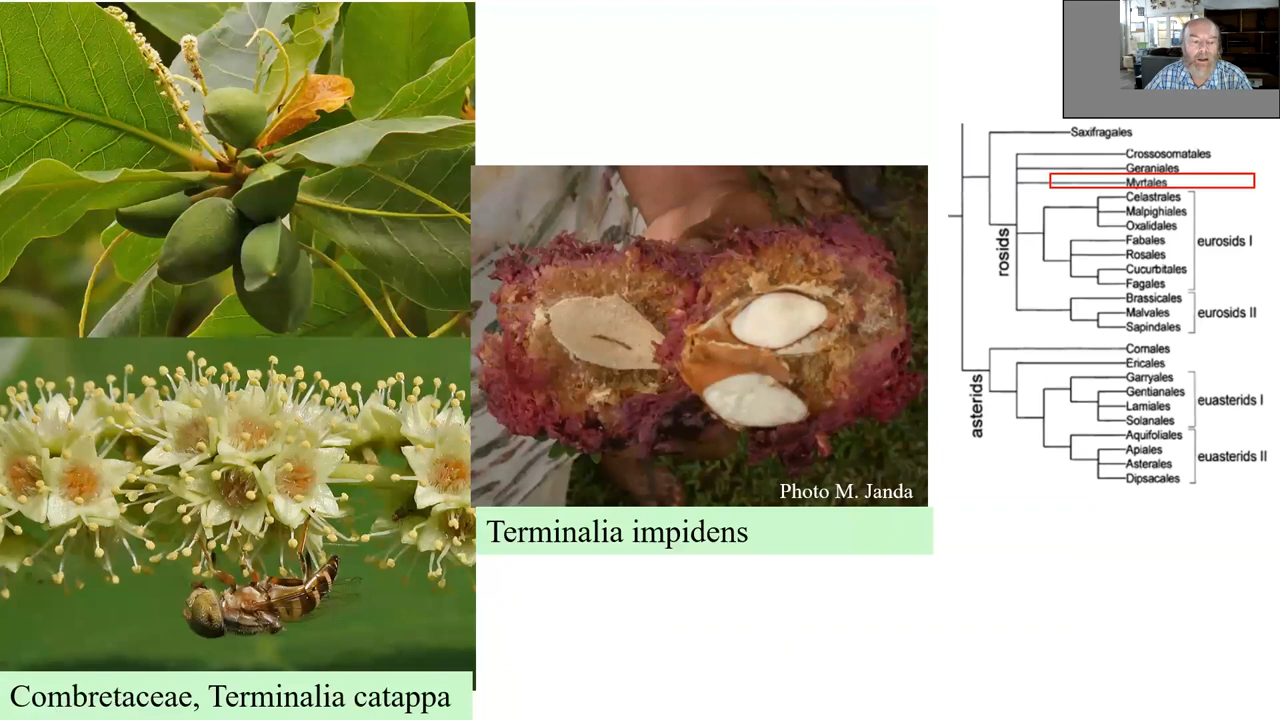 Photo M. Janda
Terminalia impidens
Combretaceae, Terminalia catappa
Saxifragales
Crossosomatales
Geraniales
Myrtales
Celastrales
Malpighiales
Oxalidales
Fabales
Rosales
Cucurbitales
Fagales
Brassicales
Malvales
Sapindales
rosids
eurosids I
eurosids II
Cornales
Ericales
Garryales
Gentianales
Lamiales
Solanales
Aquifoliales
Apiales
Asterales
Dipsacales
asterids
euasterids I
euasterids II